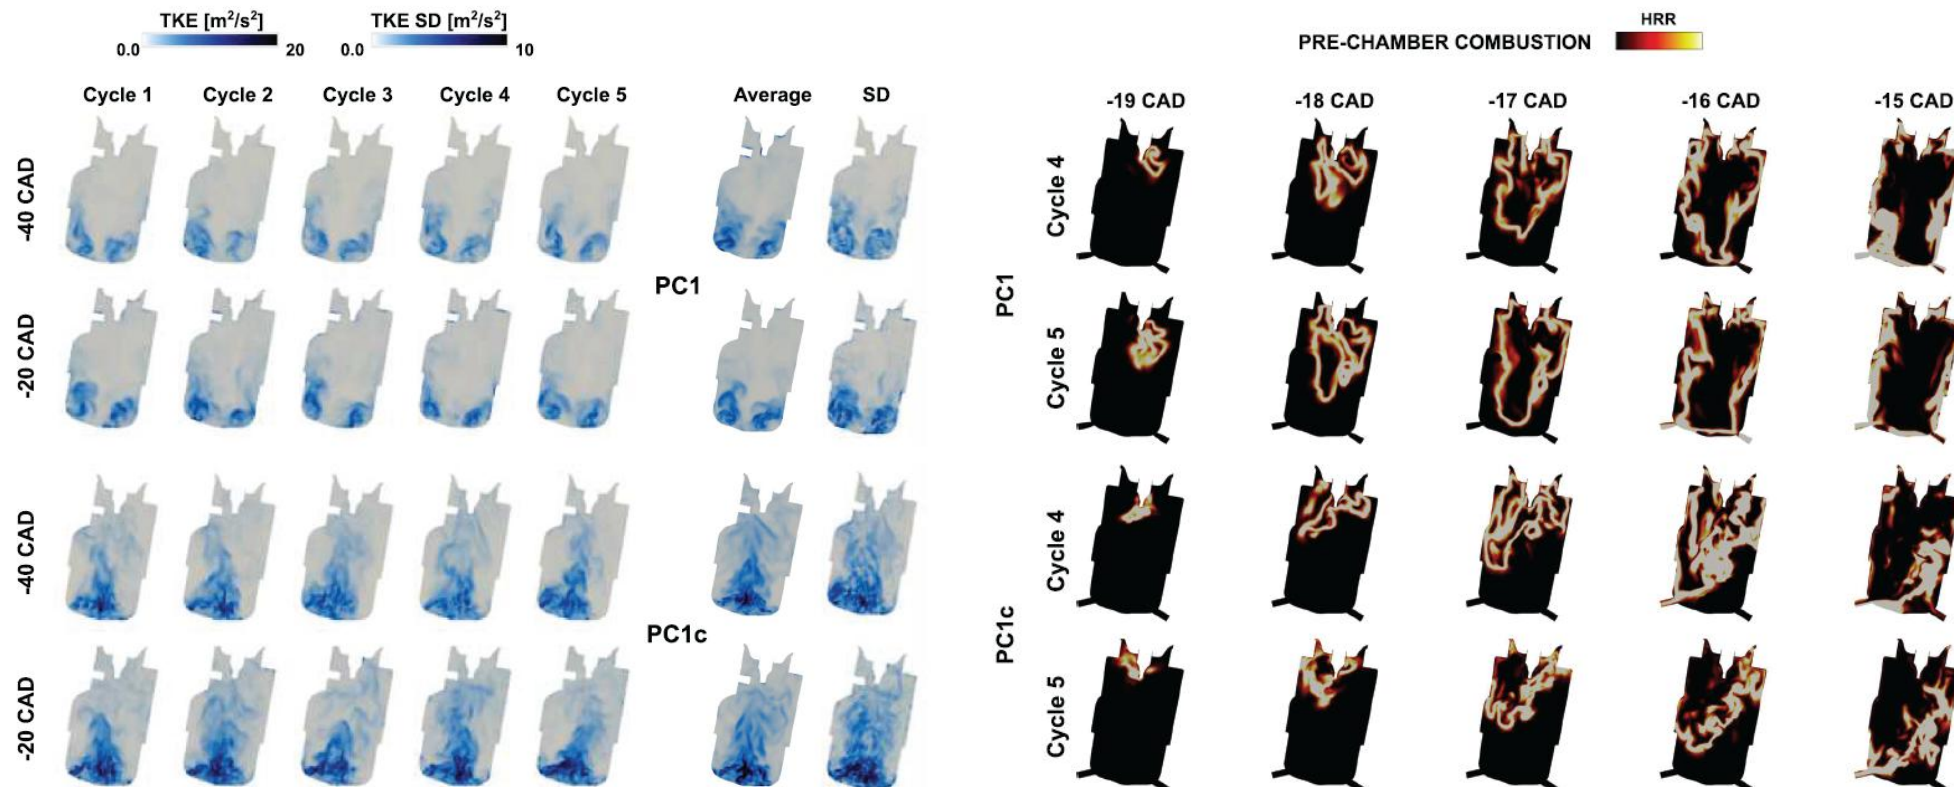 TKE [m²/s²]
0.0 20
TKE SD [m²/s²]
0.0 10
Cycle 1 Cycle 2 Cycle 3 Cycle 4 Cycle 5 Average SD
-40 CAD
-20 CAD
PC1
-40 CAD
-20 CAD
PC1c
PRE-CHAMBER COMBUSTION
HRR
-19 CAD -18 CAD -17 CAD -16 CAD -15 CAD
PC1
Cycle 4
Cycle 5
PC1c
Cycle 4
Cycle 5